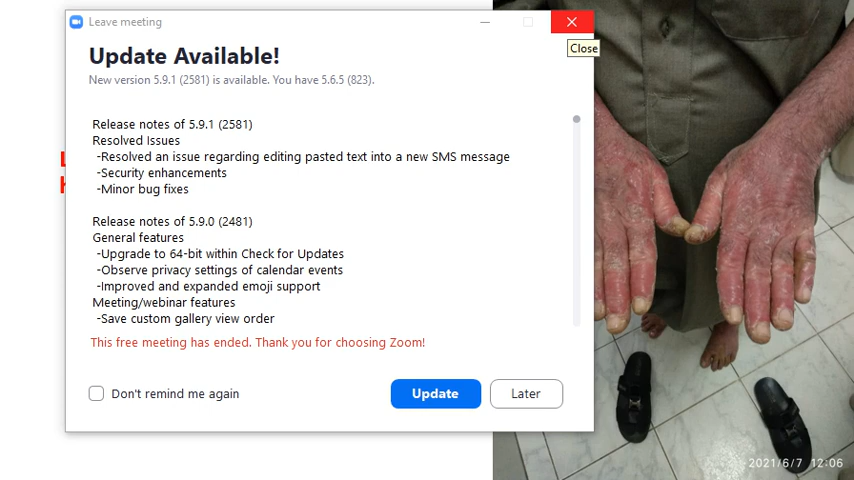 Leave meeting
Close
Update Available!
New version 5.9.1 (2581) is available. You have 5.6.5 (823).
Release notes of 5.9.1 (2581)
Resolved Issues
-Resolved an issue regarding editing pasted text into a new SMS message
-Security enhancements
-Minor bug fixes
Release notes of 5.9.0 (2481)
General features
-Upgrade to 64-bit within Check for Updates
-Observe privacy settings of calendar events
-Improved and expanded emoji support
Meeting/webinar features
-Save custom gallery view order
This free meeting has ended. Thank you for choosing Zoom!
Don't remind me again
Update
Later
2021/6/7 12:06